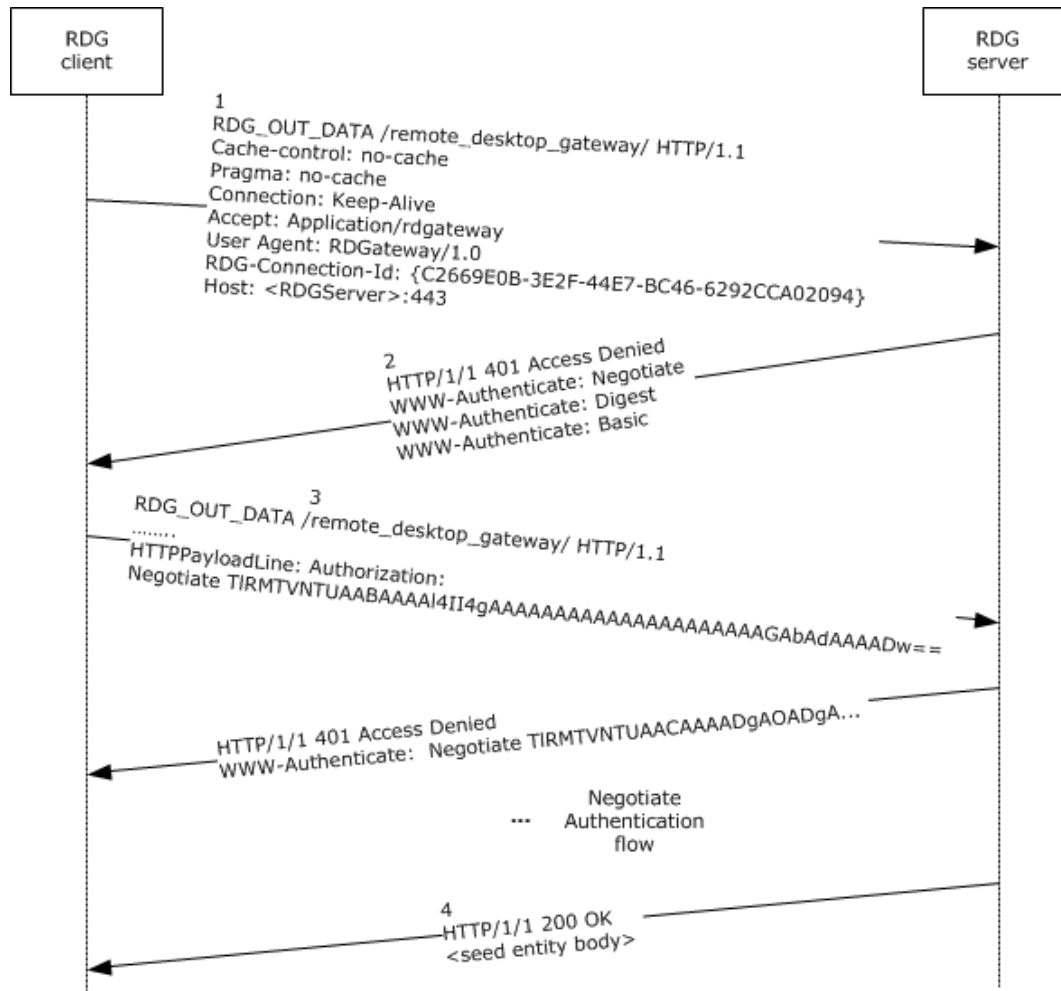 RDG
client
RDG
server
1
RDG_OUT_DATA /remote_desktop_gateway/ HTTP/1.1
Cache-control: no-cache
Pragma: no-cache
Connection: Keep-Alive
Accept: Application/rdgateway
User Agent: RDGateway/1.0
RDG-Connection-Id: {C2669E0B-3E2F-44E7-BC46-6292CCA02094}
Host: <RDGServer>:443
2
HTTP/1/1 401 Access Denied
WWW-Authenticate: Negotiate
WWW-Authenticate: Digest
WWW-Authenticate: Basic
3
RDG_OUT_DATA /remote_desktop_gateway/ HTTP/1.1
........
HTTPPayloadLine: Authorization:
Negotiate TlRMTVNTUAABAAAAl4II4gAAAAAAAAAAAAAAAAAAAAAGAbAdAAAADw==
HTTP/1/1 401 Access Denied
WWW-Authenticate: Negotiate TlRMTVNTUAACAAAADgAOADgA...
... Negotiate
Authentication
flow
4
HTTP/1/1 200 OK
<seed entity body>